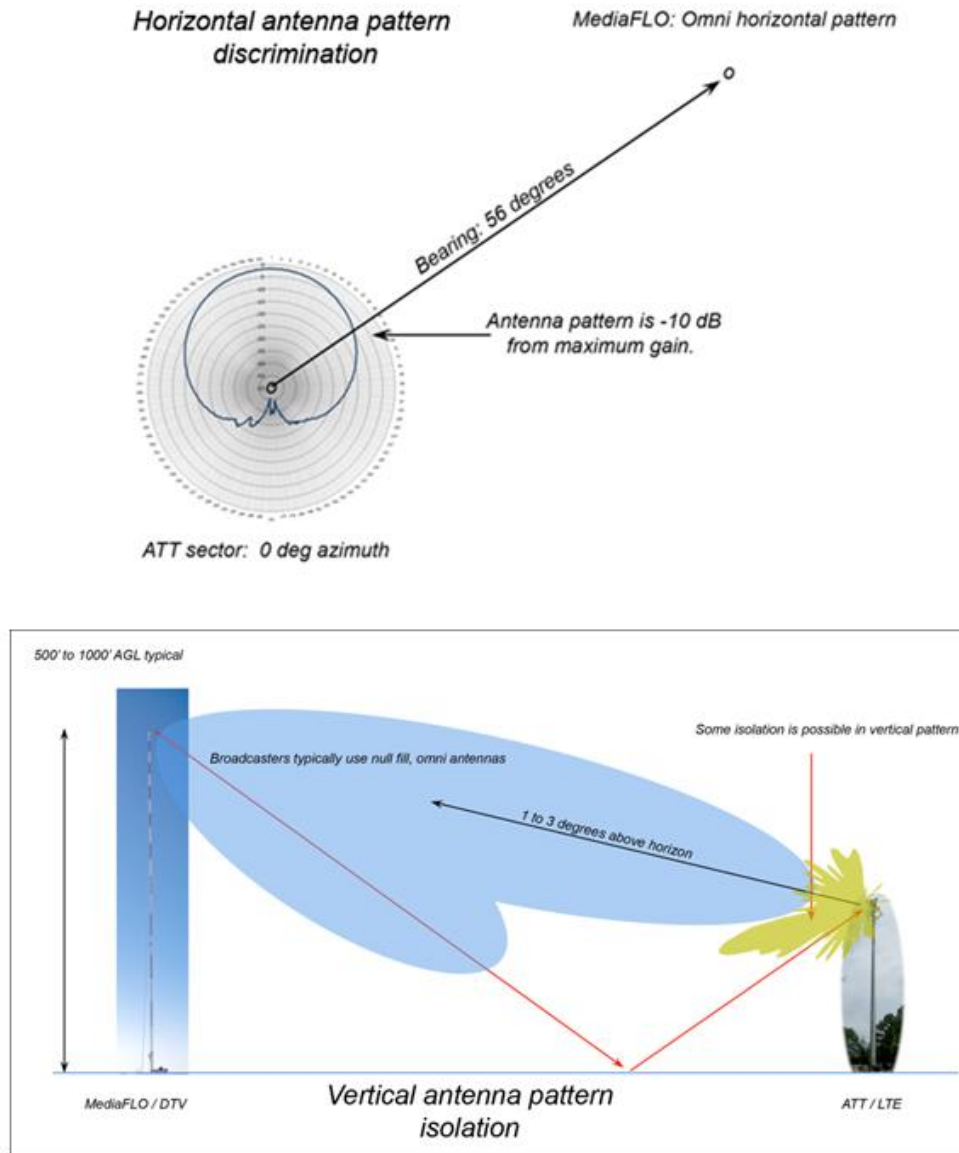 Horizontal antenna pattern
discrimination
MediaFLO: Omni horizontal pattern
Bearing: 56 degrees
Antenna pattern is -10 dB
from maximum gain.
ATT sector: 0 deg azimuth
500' to 1000' AGL typical
Some isolation is possible in vertical pattern
Broadcasters typically use null fill, omni antennas
1 to 3 degrees above horizon
MediaFLO / DTV
Vertical antenna pattern
isolation
ATT / LTE